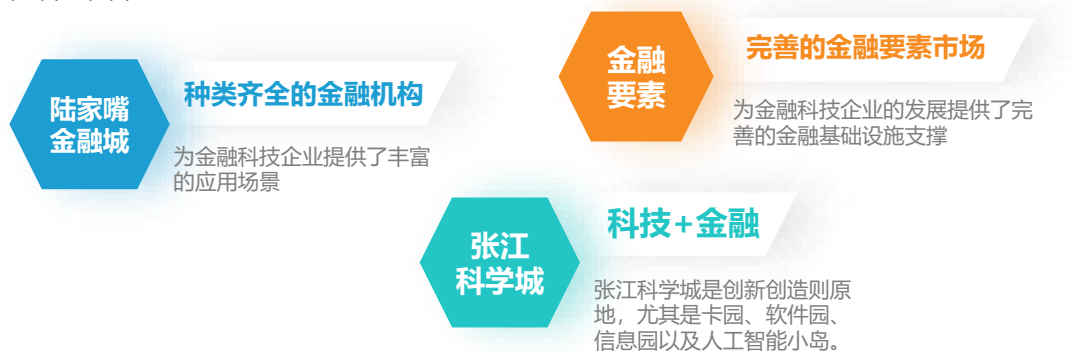 陆家嘴
金融城
种类齐全的金融机构
为金融科技企业提供了丰富
的应用场景
金融
要素
完善的金融要素市场
为金融科技企业的发展提供了完
善的金融基础设施支撑
张江
科学城
科技+金融
张江科学城是创新创造则原
地，尤其是卡园、软件园、
信息园以及人工智能小岛。